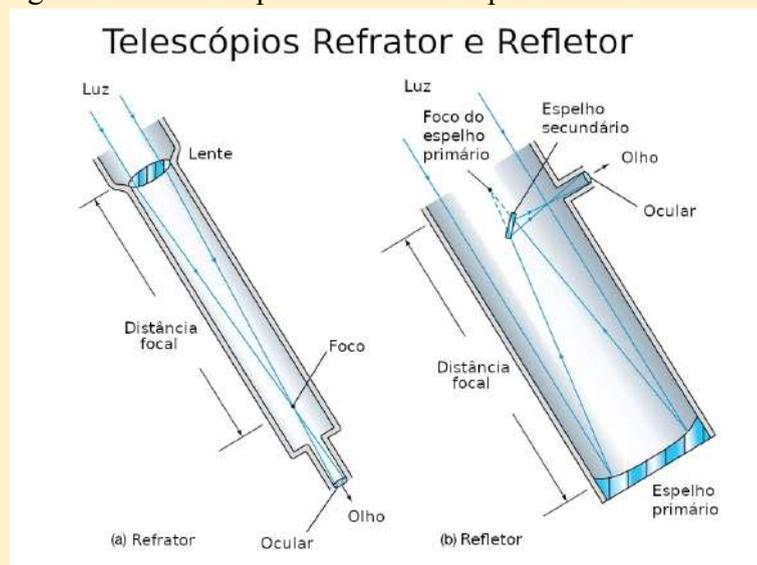 Telescópios Refrator e Refletor
Luz
Lente
Distância
focal
Foco
Olho
Ocular
(a) Refrator
Luz
Foco do
espelho
primário
Espelho
secundário
Olho
Ocular
Distância
focal
Espelho
primário
(b) Refletor